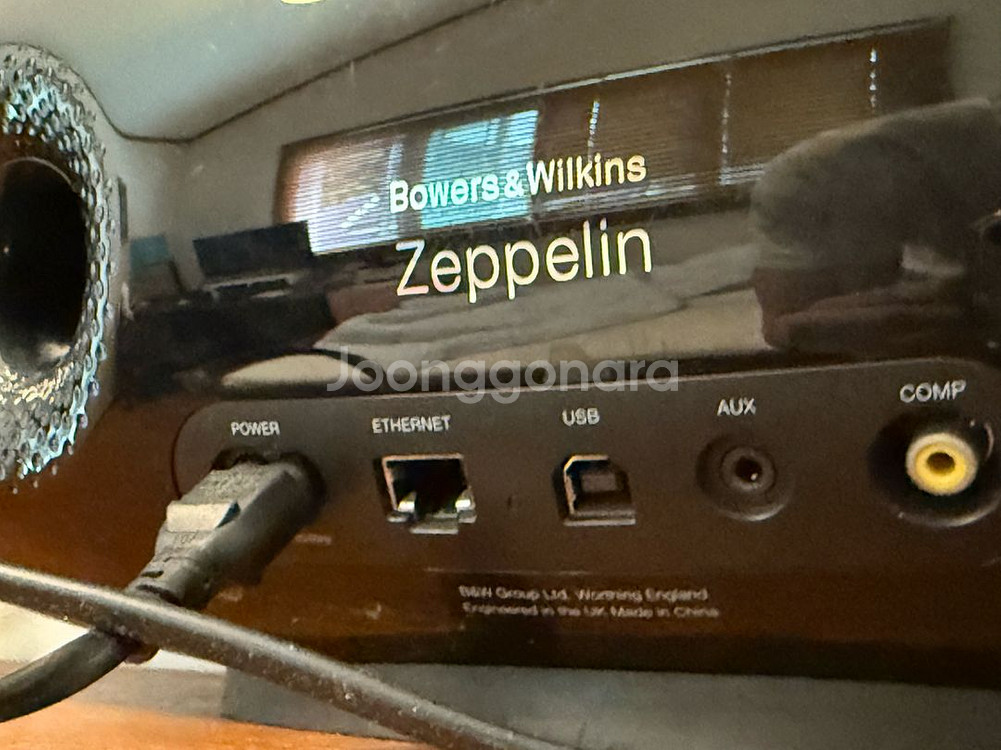 Bowers & Wilkins
Zeppelin
Joonggonara
POWER
ETHERNET
USB
AUX
COMP
B&W Group Ltd. Worthing England
Engineered in the UK Made in China